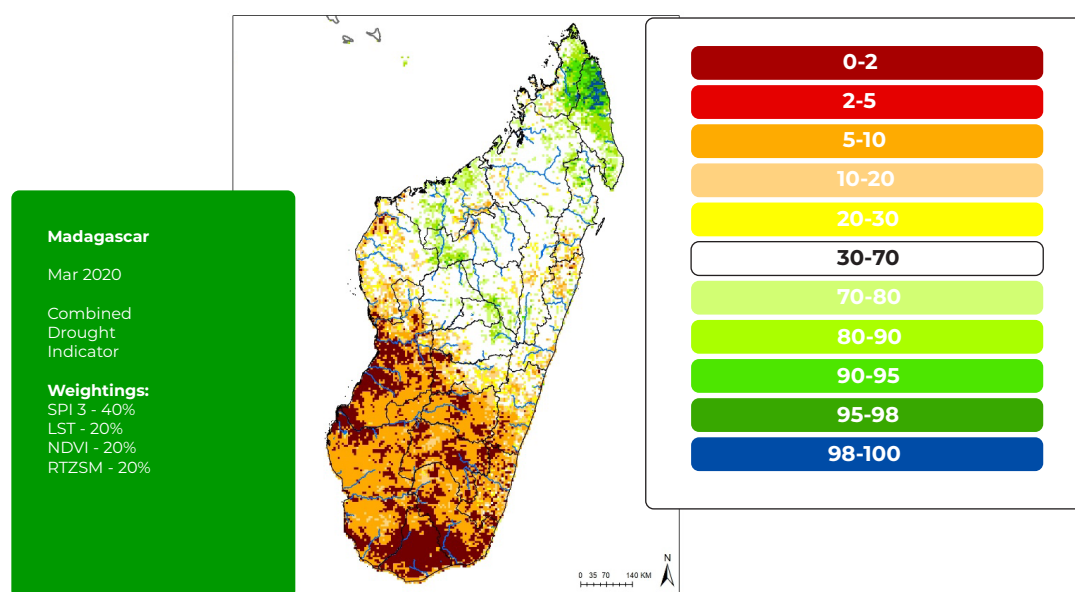 Madagascar
Mar 2020
Combined
Drought
Indicator
Weightings:
SPI 3 - 40%
LST - 20%
NDVI - 20%
RTZSM - 20%
0-2
2-5
5-10
10-20
20-30
30-70
70-80
80-90
90-95
95-98
98-100
N
0 35 70 140 KM